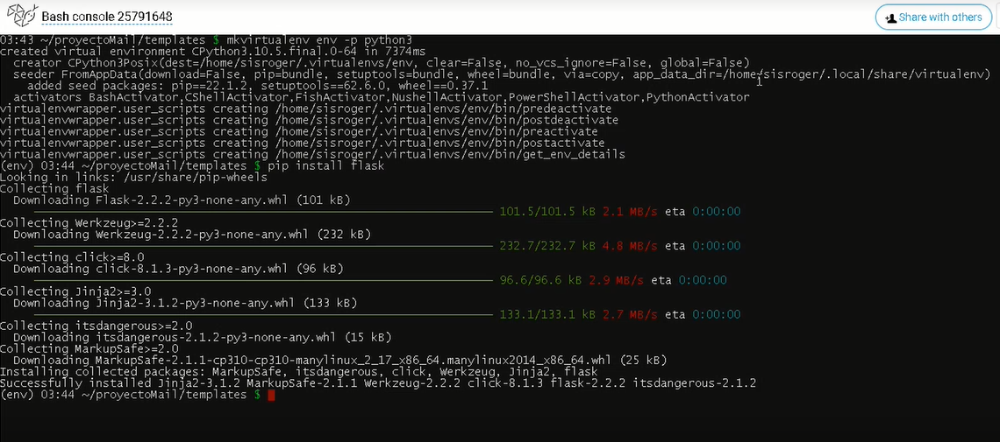 Bash console 25791648
Share with others
03:43 ~/proyectoMail/templates $ mkvirtualenv env -p python3
created virtual environment CPython3.10.5.final.0-64 in 7374ms
  creator CPython3Posix(dest=/home/sisroger/.virtualenvs/env, clear=False, no_vcs_ignore=False, global=False)
  seeder FromAppData(download=False, pip=bundle, setuptools=bundle, wheel=bundle, via=copy, app_data_dir=/home/sisroger/.local/share/virtualenv)
    added seed packages: pip==22.1.2, setuptools==62.6.0, wheel==0.37.1
  activators BashActivator,CShellActivator,FishActivator,NushellActivator,PowerShellActivator,PythonActivator
virtualenvwrapper.user_scripts creating /home/sisroger/.virtualenvs/env/bin/predeactivate
virtualenvwrapper.user_scripts creating /home/sisroger/.virtualenvs/env/bin/postdeactivate
virtualenvwrapper.user_scripts creating /home/sisroger/.virtualenvs/env/bin/preactivate
virtualenvwrapper.user_scripts creating /home/sisroger/.virtualenvs/env/bin/postactivate
virtualenvwrapper.user_scripts creating /home/sisroger/.virtualenvs/env/bin/get_env_details
(env) 03:44 ~/proyectoMail/templates $ pip install flask
Looking in links: /usr/share/pip-wheels
Collecting flask
  Downloading Flask-2.2.2-py3-none-any.whl (101 kB)
101.5/101.5 kB 2.1 MB/s eta 0:00:00
Collecting Werkzeug>=2.2.2
  Downloading Werkzeug-2.2.2-py3-none-any.whl (232 kB)
232.7/232.7 kB 4.8 MB/s eta 0:00:00
Collecting click>=8.0
  Downloading click-8.1.3-py3-none-any.whl (96 kB)
96.6/96.6 kB 2.9 MB/s eta 0:00:00
Collecting Jinja2>=3.0
  Downloading Jinja2-3.1.2-py3-none-any.whl (133 kB)
133.1/133.1 kB 2.7 MB/s eta 0:00:00
Collecting itsdangerous>=2.0
  Downloading itsdangerous-2.1.2-py3-none-any.whl (15 kB)
Collecting MarkupSafe>=2.0
  Downloading MarkupSafe-2.1.1-cp310-cp310-manylinux_2_17_x86_64.manylinux2014_x86_64.whl (25 kB)
Installing collected packages: MarkupSafe, itsdangerous, click, Werkzeug, Jinja2, flask
Successfully installed Jinja2-3.1.2 MarkupSafe-2.1.1 Werkzeug-2.2.2 click-8.1.3 flask-2.2.2 itsdangerous-2.1.2
(env) 03:44 ~/proyectoMail/templates $